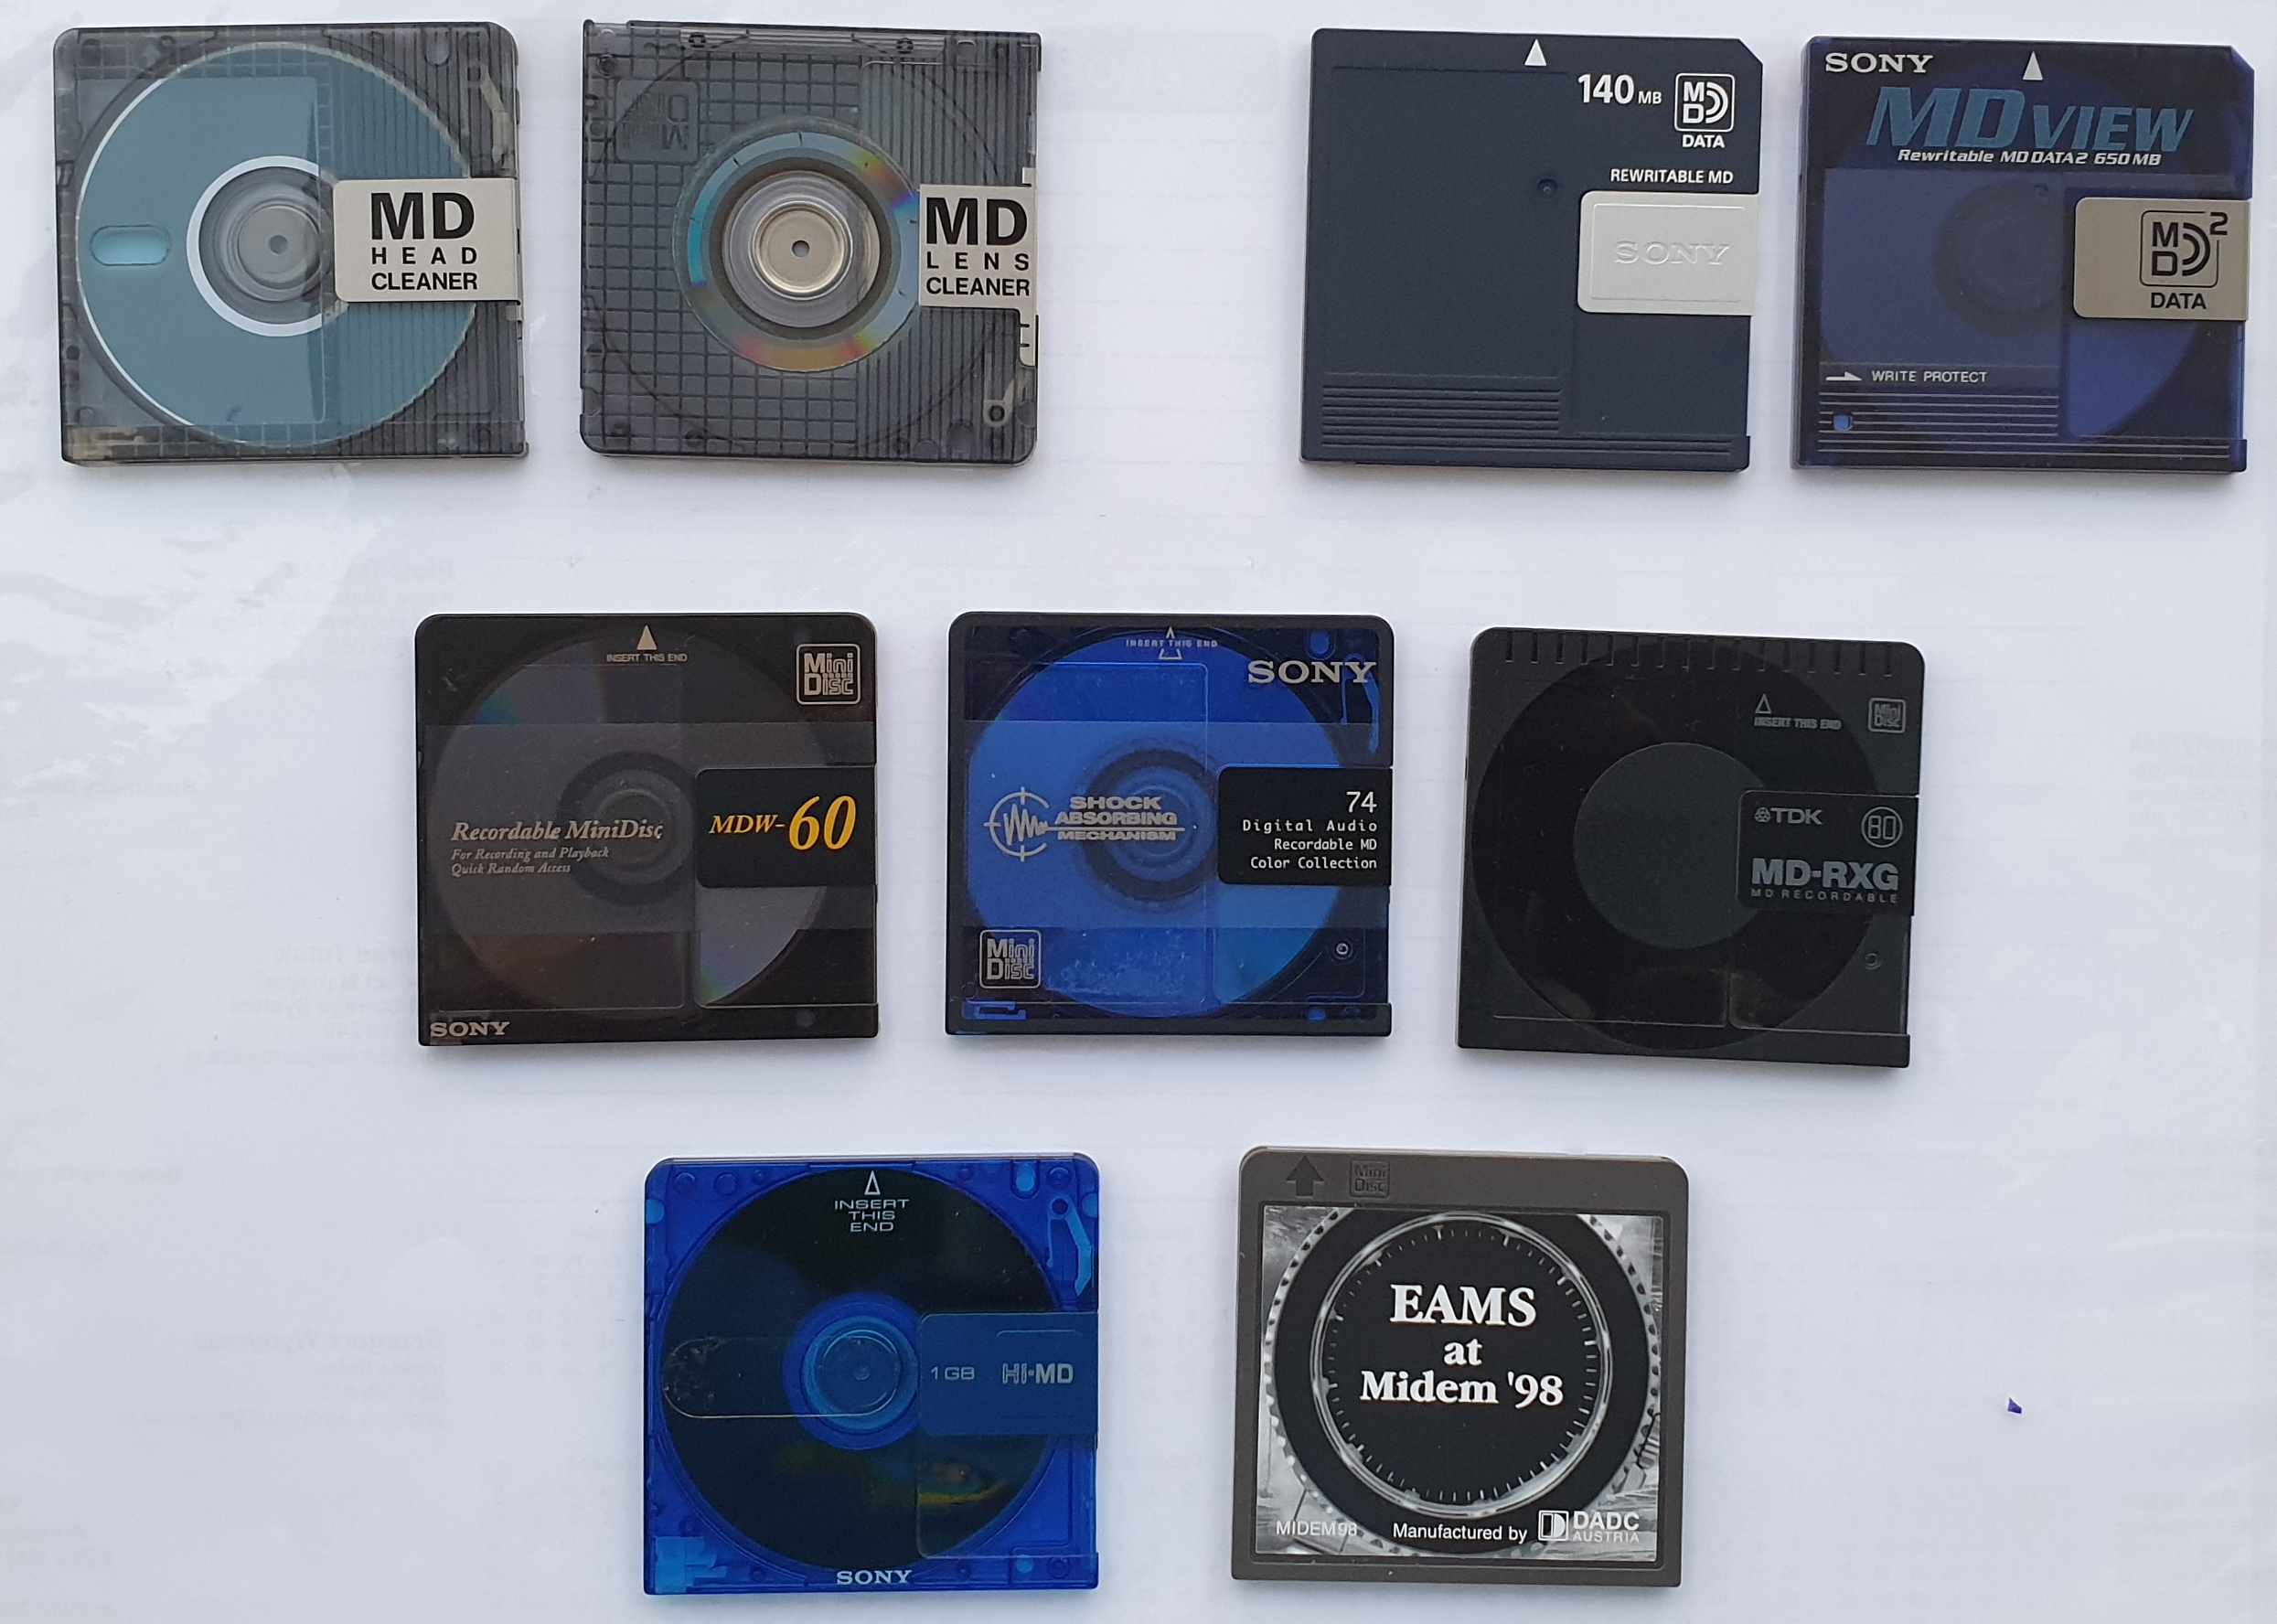 MD
HEAD
CLEANER
MD
LENS
CLEANER
140 MB
MD
DATA
REWRITABLE MD
SONY
SONY
MD VIEW
Rewritable MD DATA2 650 MB
MD 2
DATA
WRITE PROTECT
INSERT THIS END
Mini
Disc
Recordable MiniDisc
For Recording and Playback
Quick Random Access
MDW-60
SONY
INSERT THIS END
SONY
SHOCK
ABSORBING
MECHANISM
74
Digital Audio
Recordable MD
Color Collection
Mini
Disc
INSERT THIS END
Mini
Disc
TDK
80
MD-RXG
MD RECORDABLE
INSERT
THIS
END
1GB Hi-MD
SONY
Mini
Disc
EAMS
at
Midem '98
MIDEM98
Manufactured by DADC
AUSTRIA